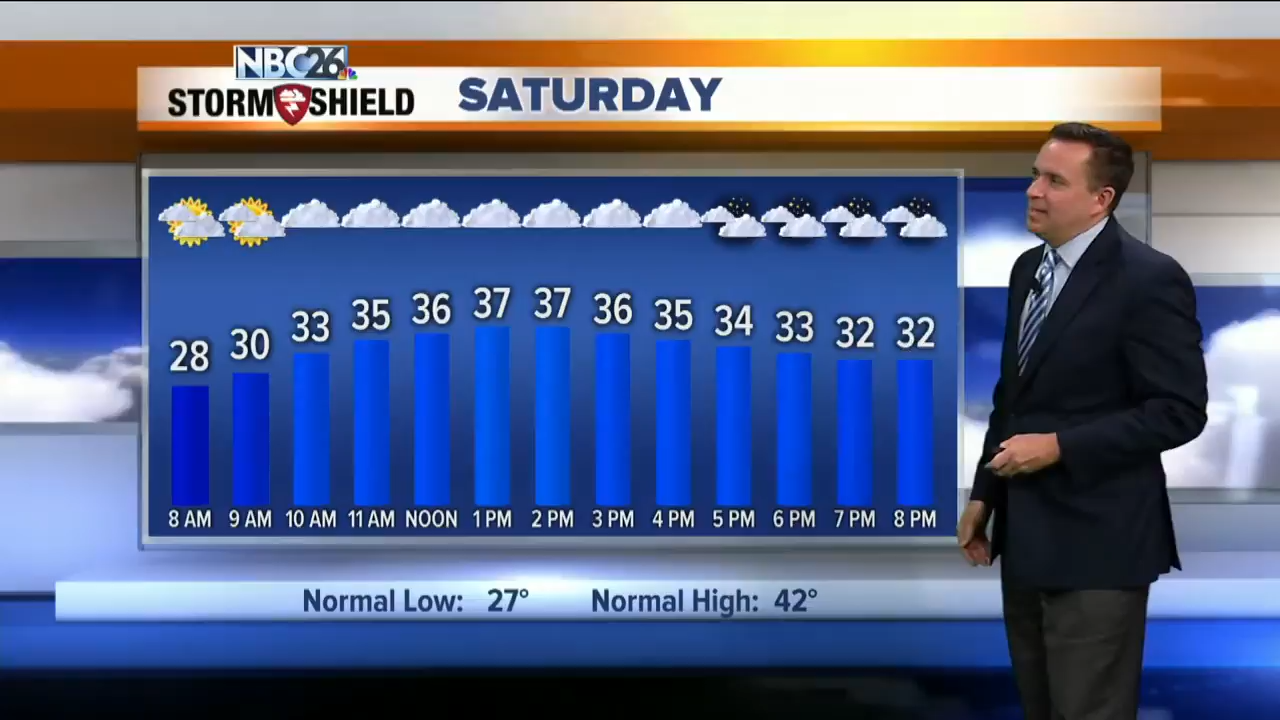 NBC26
STORM SHIELD
SATURDAY
28 30 33 35 36 37 37 36 35 34 33 32 32
8 AM 9 AM 10 AM 11 AM NOON 1 PM 2 PM 3 PM 4 PM 5 PM 6 PM 7 PM 8 PM
Normal Low: 27° Normal High: 42°